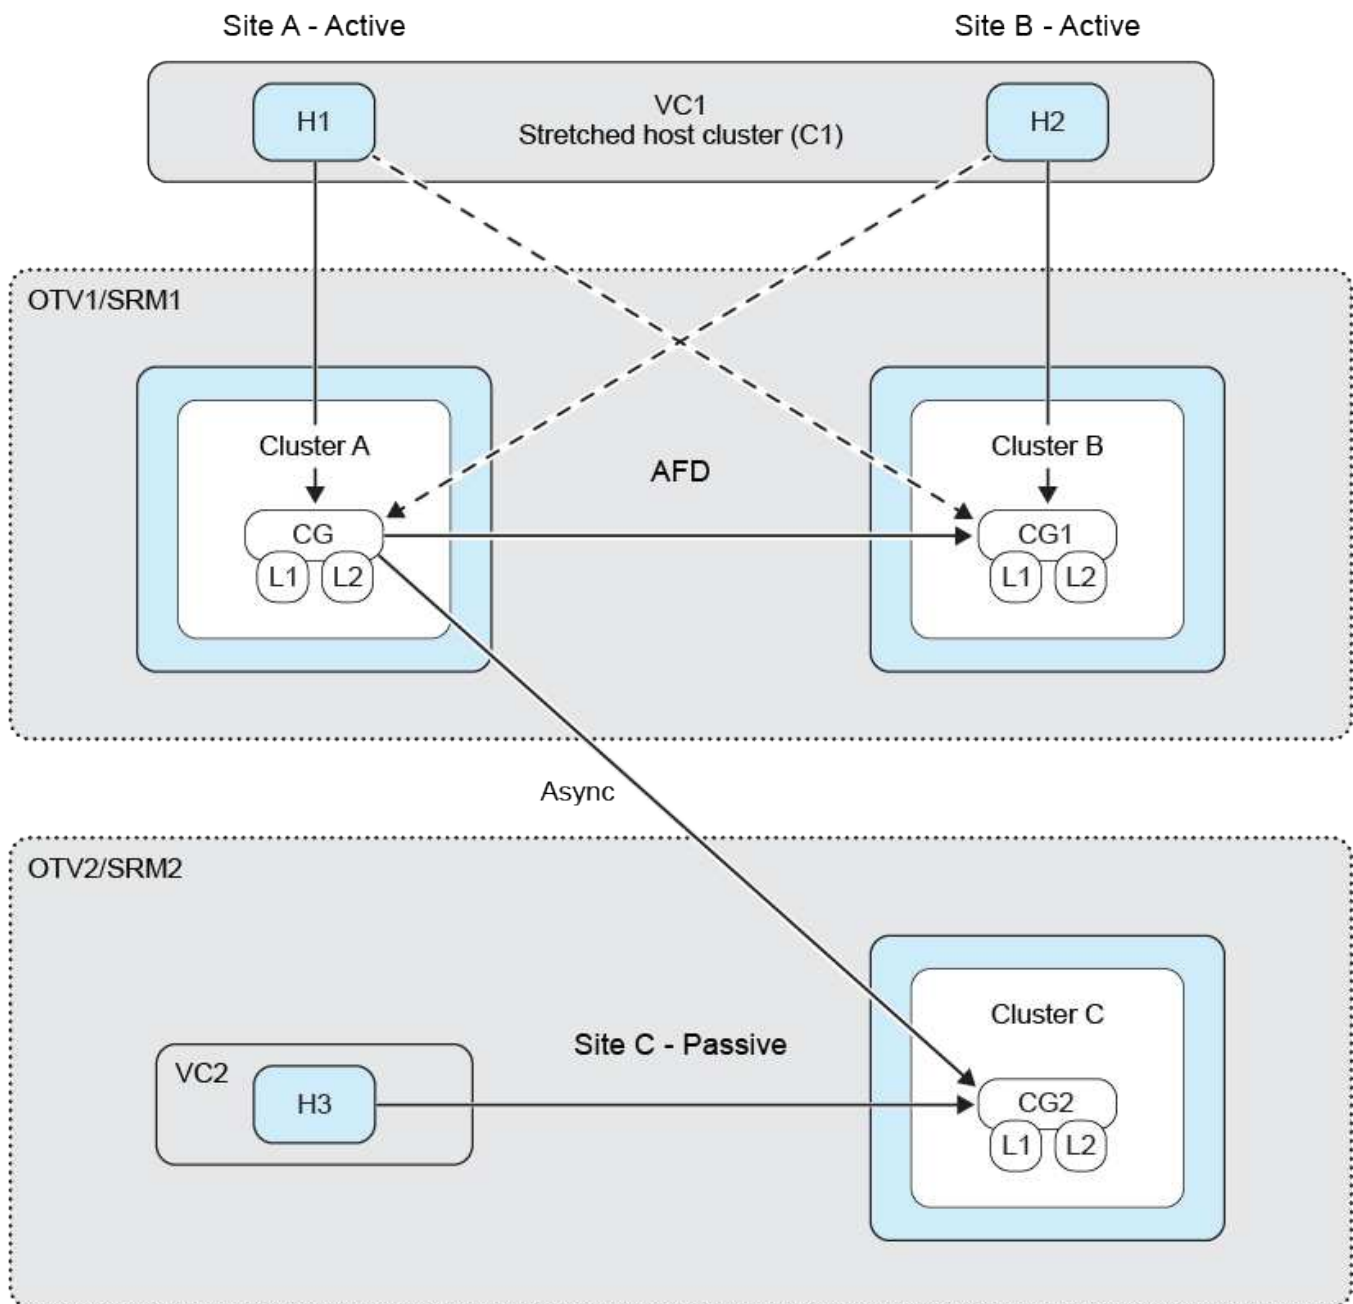 Site A - Active
Site B - Active
H1
VC1
Stretched host cluster (C1)
H2
OTV1/SRM1
Cluster A
AFD
Cluster B
CG
L1
L2
CG1
L1
L2
Async
OTV2/SRM2
Cluster C
Site C - Passive
VC2
H3
CG2
L1
L2